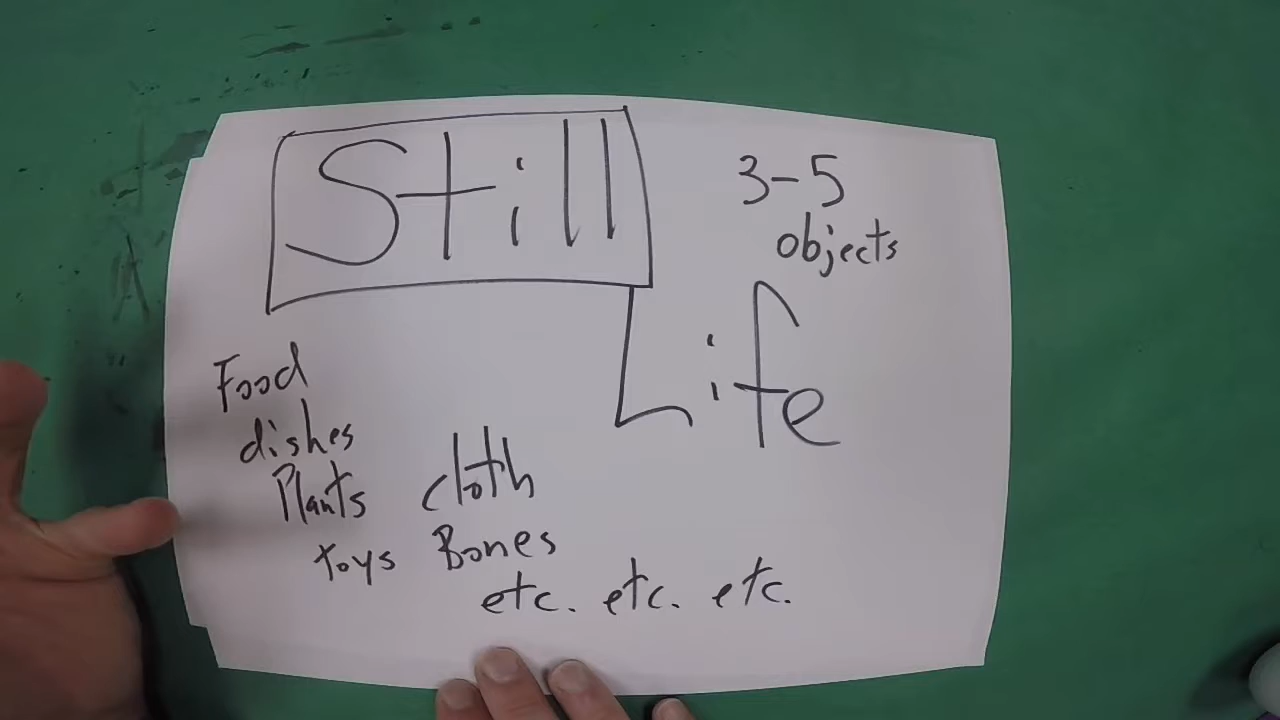 Still
Life
3-5
objects
Food
dishes
Plants cloth
toys Bones
etc. etc. etc.